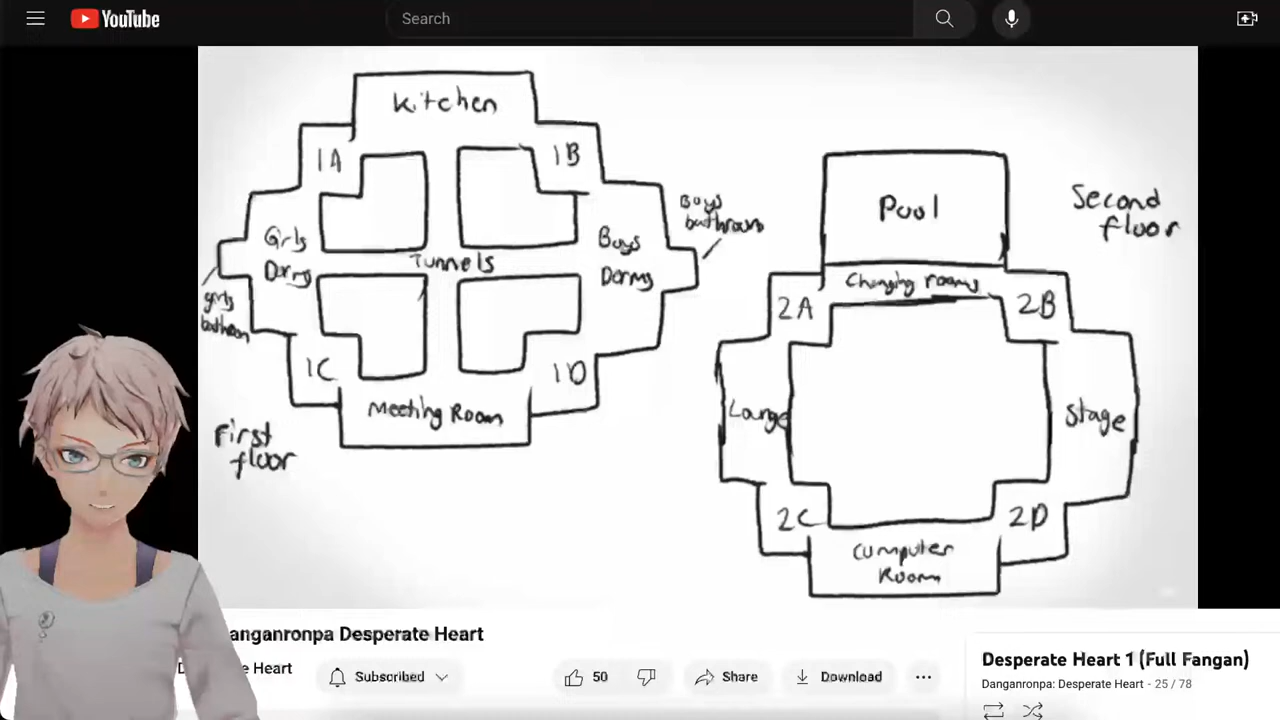 YouTube
Search
Kitchen
1A
1B
Girls
Dorms
Tunnels
Boys
Dorms
Boys
bathroom
girls
bathroom
1C
1D
Meeting Room
First
floor
Second
floor
Pool
Changing rooms
2A
2B
Lounge
Stage
2C
2D
Computer
Room
anganronpa Desperate Heart
e Heart
Subscribed
50
Share
Download
Desperate Heart 1 (Full Fangan)
Danganronpa: Desperate Heart - 25 / 78